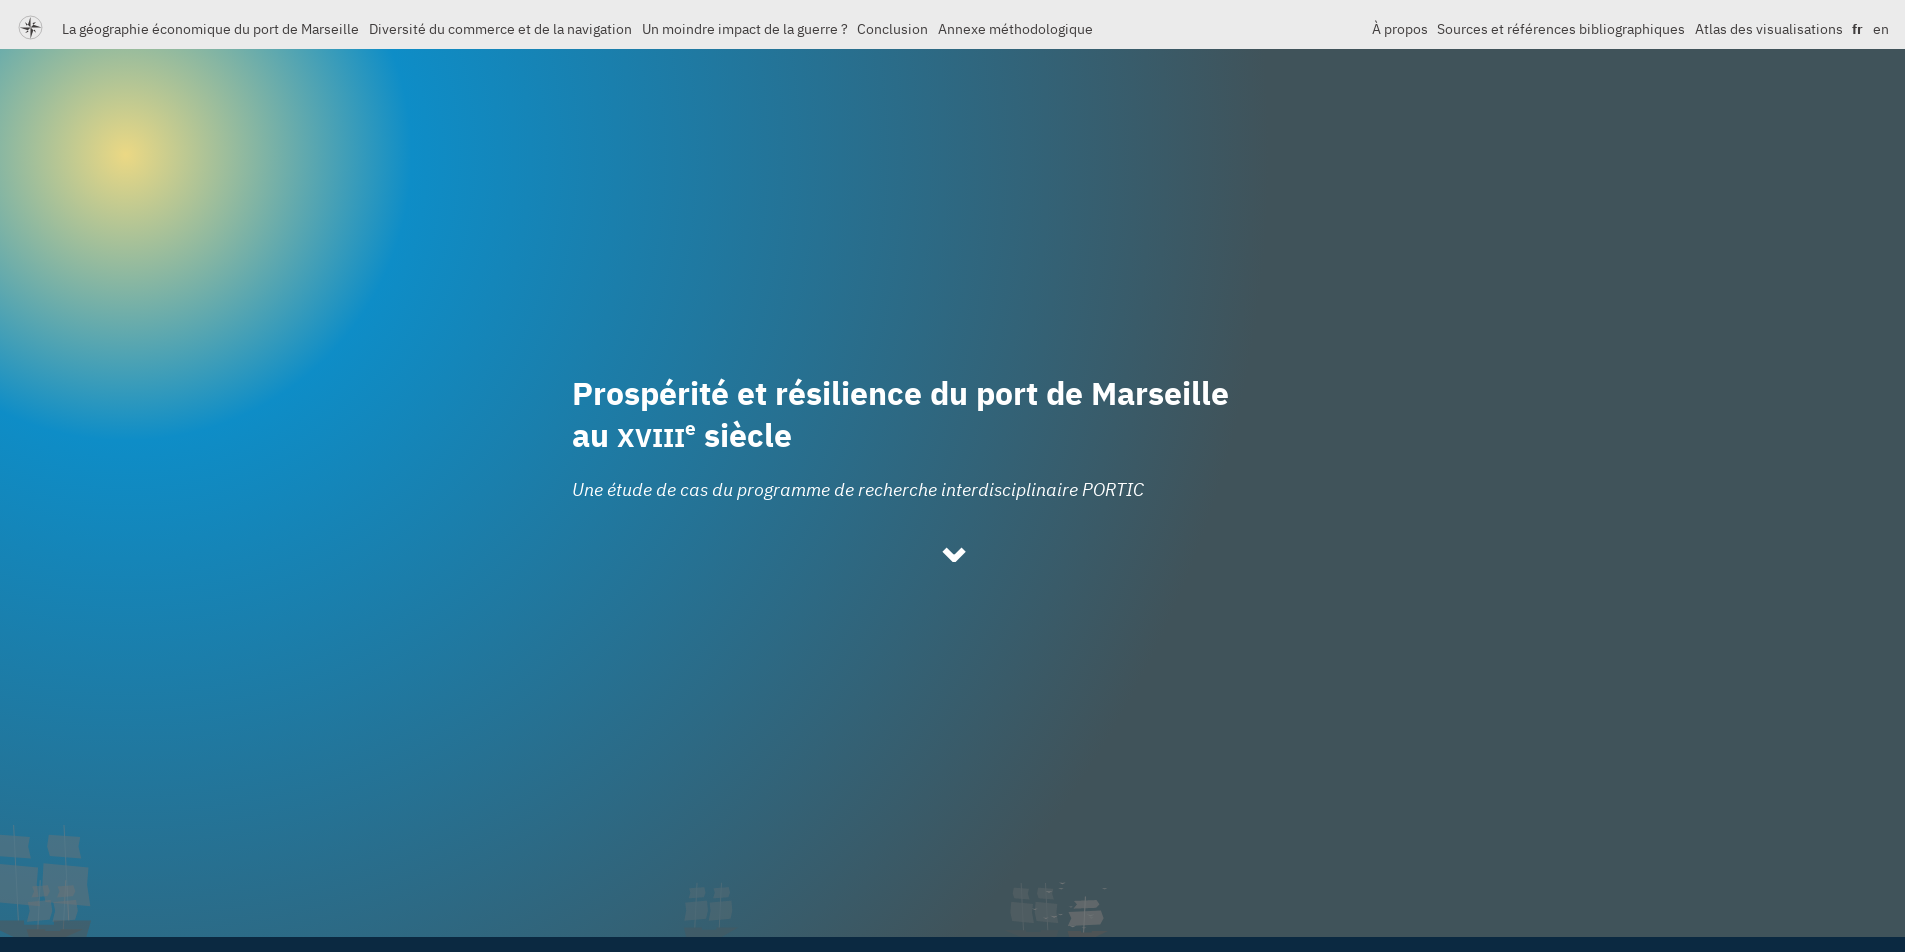 La géographie économique du port de Marseille Diversité du commerce et de la navigation Un moindre impact de la guerre ? Conclusion Annexe méthodologique À propos Sources et références bibliographiques Atlas des visualisations fr en
Prospérité et résilience du port de Marseille
au XVIIIe siècle
Une étude de cas du programme de recherche interdisciplinaire PORTIC